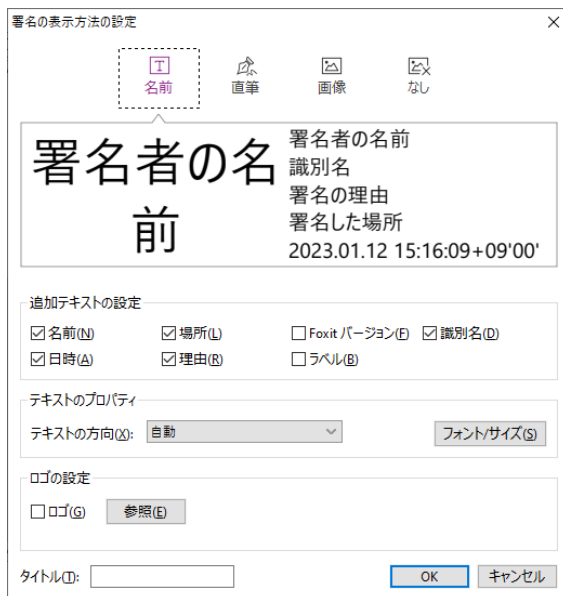 署名の表示方法の設定
名前 直筆 画像 なし
署名者の名
前
署名者の名前
識別名
署名の理由
署名した場所
2023.01.12 15:16:09+09'00'
追加テキストの設定
名前(N) 場所(L) Foxit バージョン(F) 識別名(D)
日時(A) 理由(R) ラベル(B)
テキストのプロパティ
テキストの方向(X): 自動 フォント/サイズ(S)
ロゴの設定
ロゴ(G) 参照(E)
タイトル(T): OK キャンセル